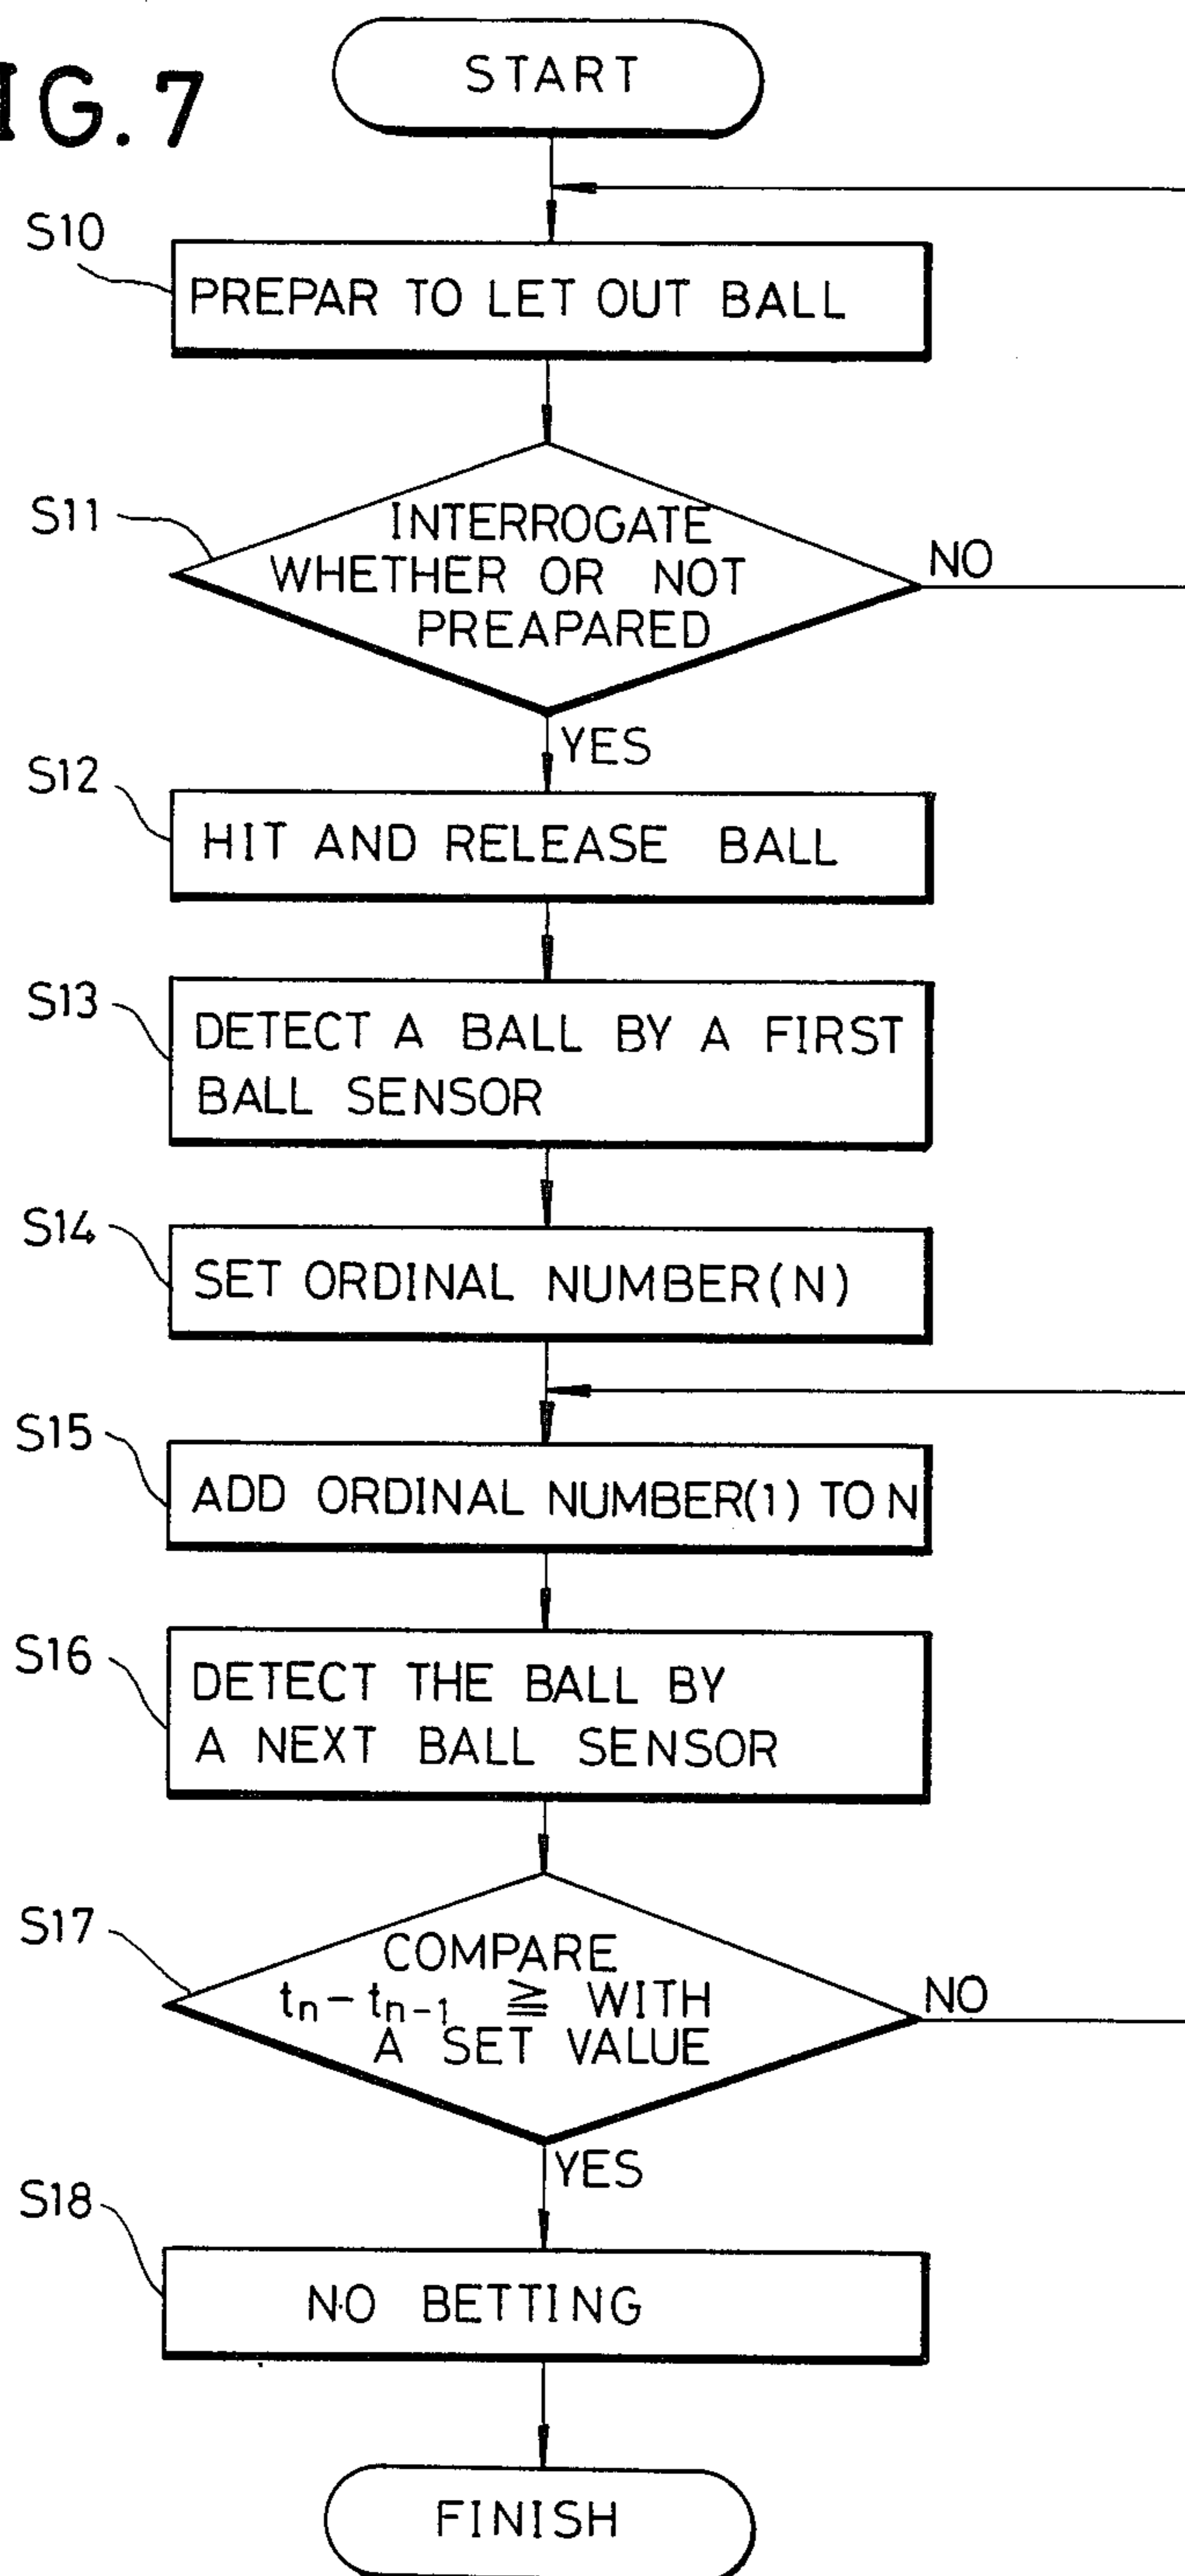 IG. 7
START
S10
PREPAR TO LET OUT BALL
S11
INTERROGATE
WHETHER OR NOT
PREAPARED
NO
YES
S12
HIT AND RELEASE BALL
S13
DETECT A BALL BY A FIRST
BALL SENSOR
S14
SET ORDINAL NUMBER(N)
S15
ADD ORDINAL NUMBER(1) TO N
S16
DETECT THE BALL BY
A NEXT BALL SENSOR
S17
COMPARE
tn-tn-1 ≧ WITH
A SET VALUE
NO
YES
S18
NO BETTING
FINISH